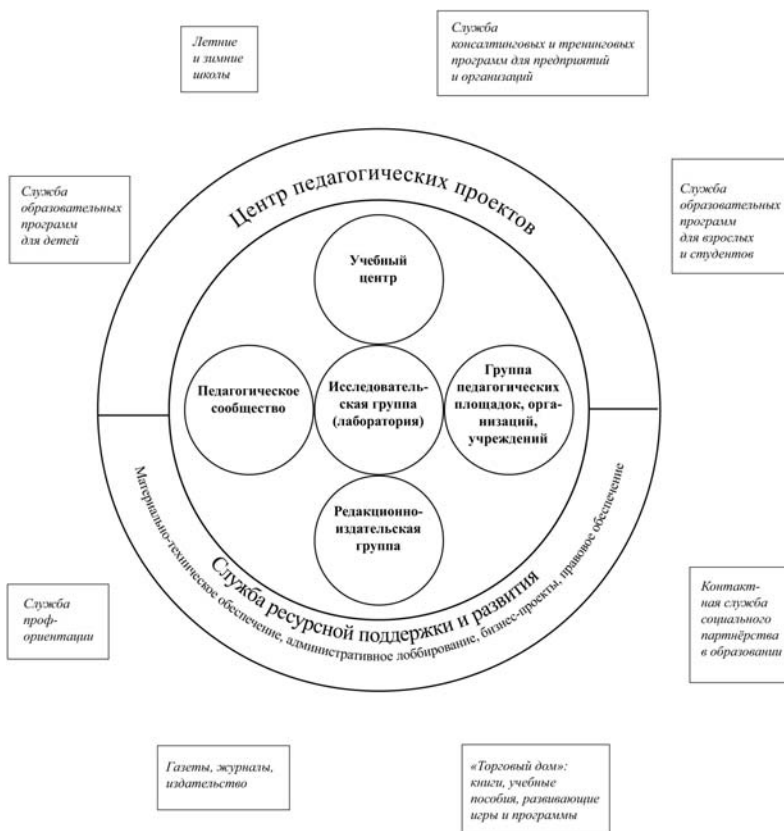 Летние
и зимние
школы
Служба
консалтинговых и тренинговых
программ для предприятий
и организаций
Служба
образовательных
программ
для детей
Центр педагогических проектов
Служба
образовательных
программ
для взрослых
и студентов
Учебный
центр
Педагогическое
сообщество
Исследователь-
ская группа
(лаборатория)
Группа
педагогических
площадок, орга-
низаций,
учреждений
Редакционно-
издательская
группа
Служба ресурсной поддержки и развития
Материально-техническое обеспечение, административное лоббирование, бизнес-проекты, правовое обеспечение
Служба
проф-
ориентации
Контакт-
ная служба
социального
партнёрства
в образовании
Газеты, журналы,
издательство
«Торговый дом»:
книги, учебные
пособия, развивающие
игры и программы